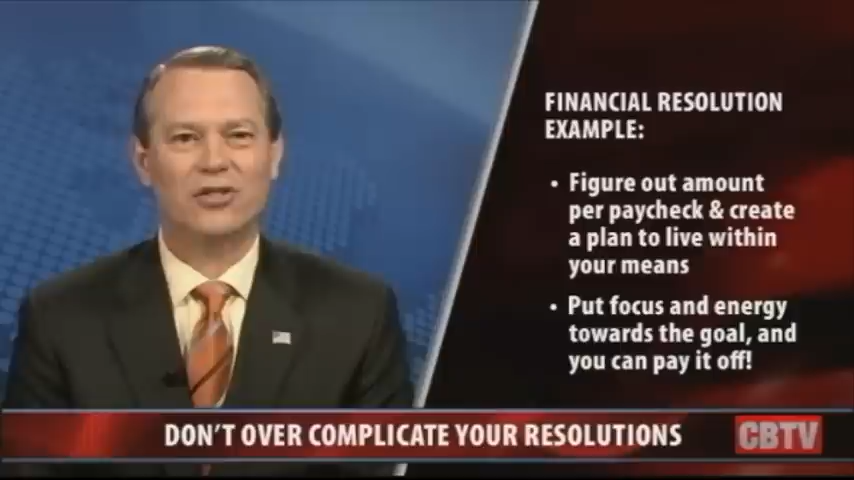 FINANCIAL RESOLUTION
EXAMPLE:
• Figure out amount
per paycheck & create
a plan to live within
your means
• Put focus and energy
towards the goal, and
you can pay it off!
DON'T OVER COMPLICATE YOUR RESOLUTIONS
CBTV